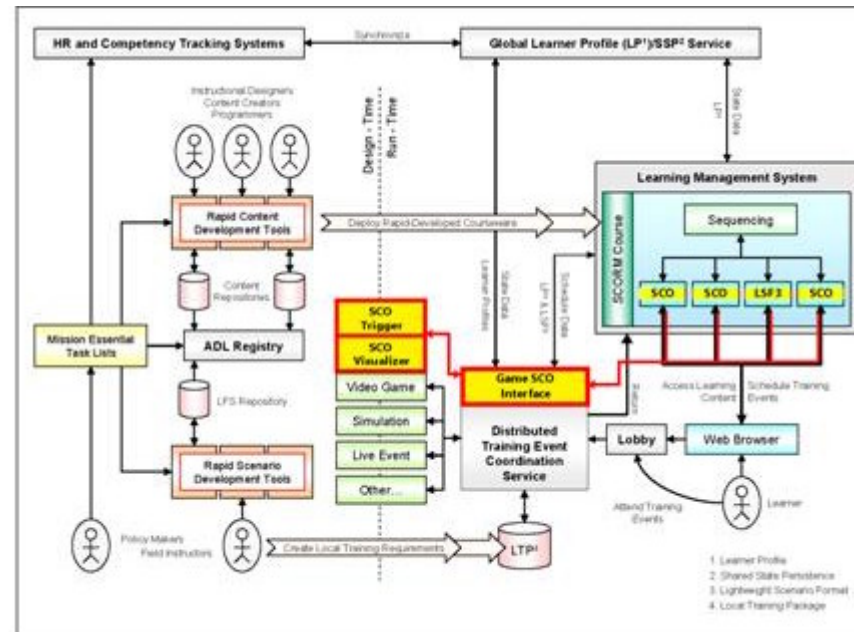 HR and Competency Tracking Systems
Synchronize
Global Learner Profile (LP¹)/SSP² Service
Instructional Designers
Content Creators
Programmers
Design - Time
Run - Time
State Data
LP¹
Learning Management System
Rapid Content
Development Tools
Deploy Rapid-Developed Courseware
SCORM Course
Sequencing
SCO
SCO
LSF3
SCO
Content
Repositories
State Data
Learner Profiles
Schedule Data
SCO
Trigger
SCO
Visualizer
Mission Essential
Task Lists
ADL Registry
Game SCO
Interface
Access Learning
Content
Schedule Training
Events
Video Game
LFS Repository
Simulation
Return
Distributed
Training Event
Coordination
Service
Lobby
Web Browser
Live Event
Rapid Scenario
Development Tools
Other...
Learner
Attend Training
Events
Policy Makers
Field Instructors
Create Local Training Requirements
LTP⁴
1. Learner Profile
2. Shared State Persistence
3. Lightweight Scenario Format
4. Local Training Package